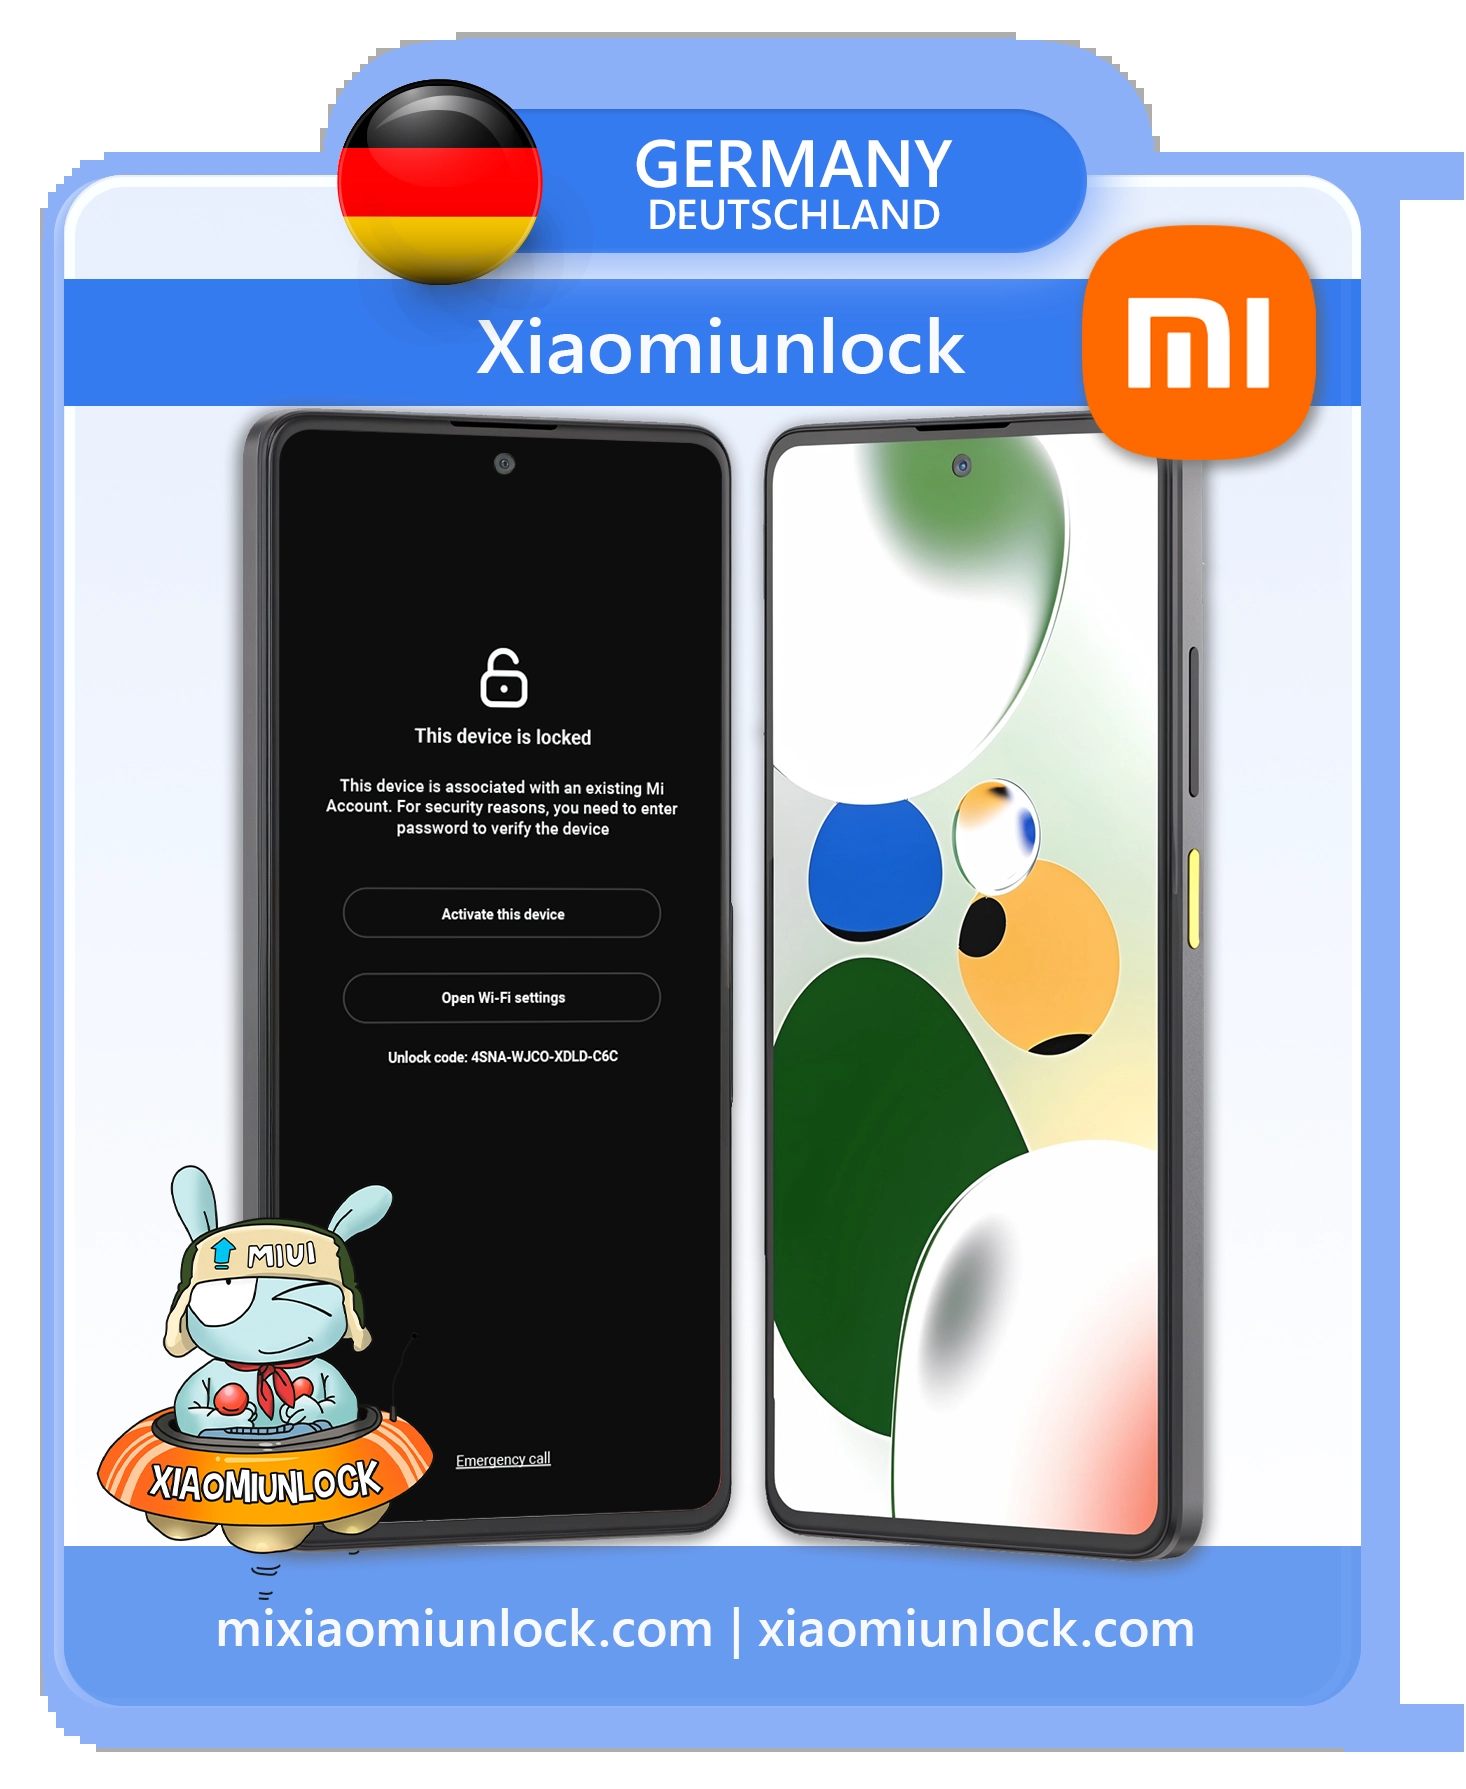 GERMANY
DEUTSCHLAND
Xiaomiunlock
mi
This device is locked
This device is associated with an existing Mi
Account. For security reasons, you need to enter
password to verify the device
Activate this device
Open Wi-Fi settings
Unlock code: 4SNA-WJCO-XDLD-C6C
MIUI
XIAOMIUNLOCK
Emergency call
mixiaomiunlock.com | xiaomiunlock.com